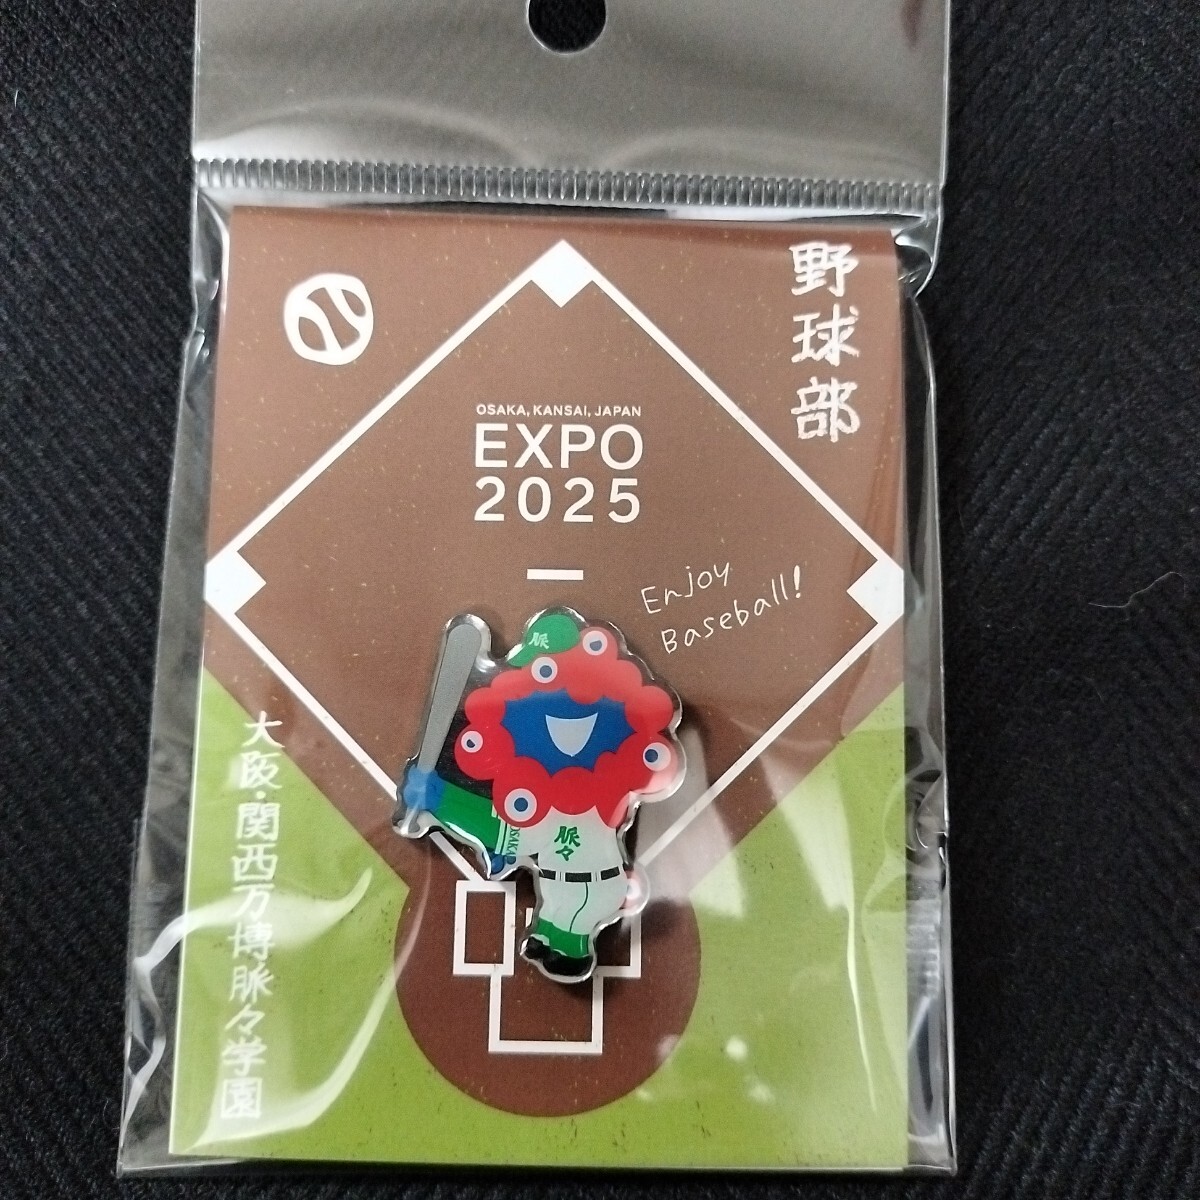 野球部
OSAKA, KANSAI, JAPAN
EXPO
2025
Enjoy
Baseball!
脈
脈々
OSAKA
大阪・関西万博脈々学園